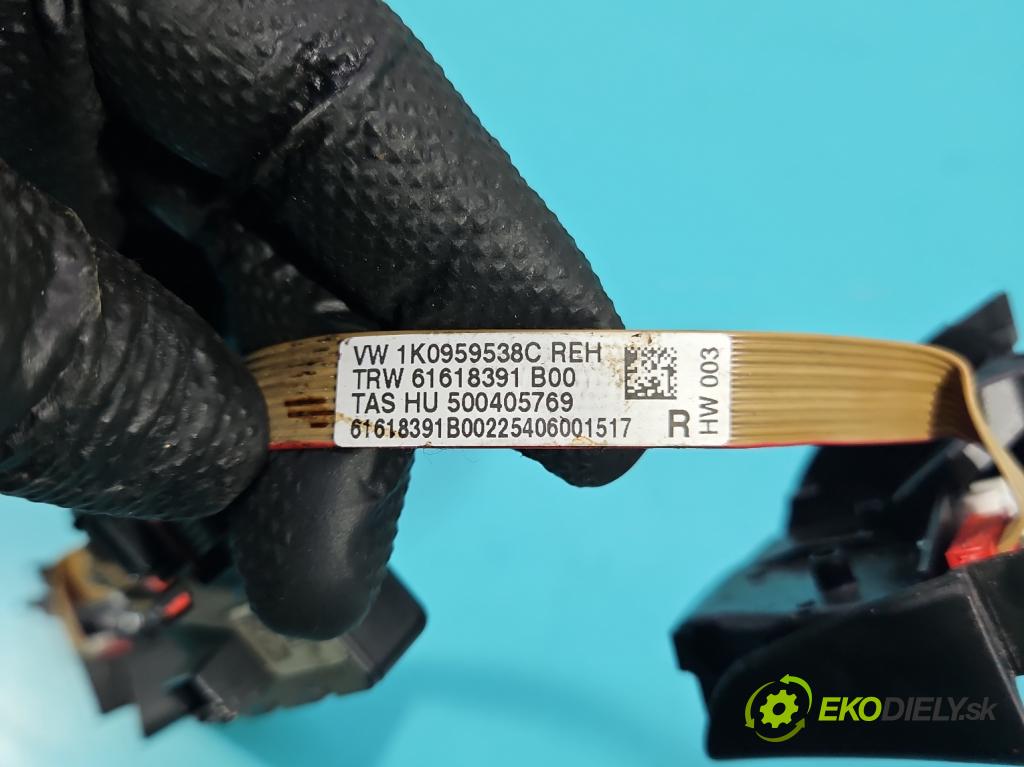 VW 1K0959538C REH
TRW 61618391 B00
TAS HU 500405769
61618391B00225406001517
R
HW 003
EKODIELY.sk